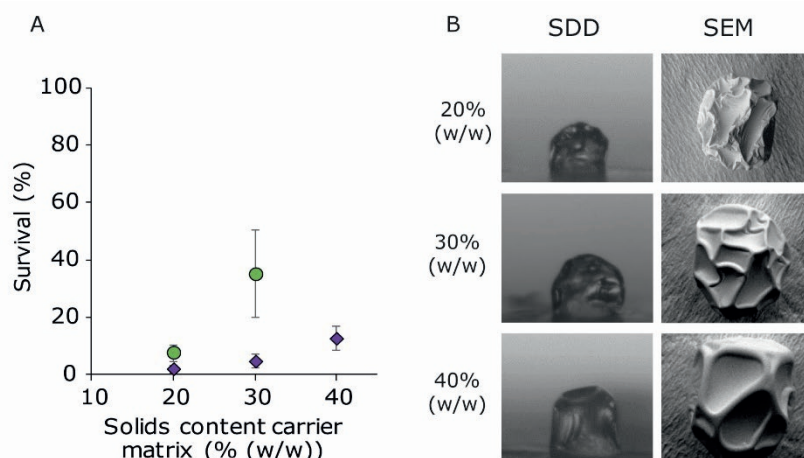 A
100
80
60
40
20
0
Survival (%)
10
20
30
40
Solids content carrier
matrix (% (w/w))
B
SDD
SEM
20%
(w/w)
30%
(w/w)
40%
(w/w)